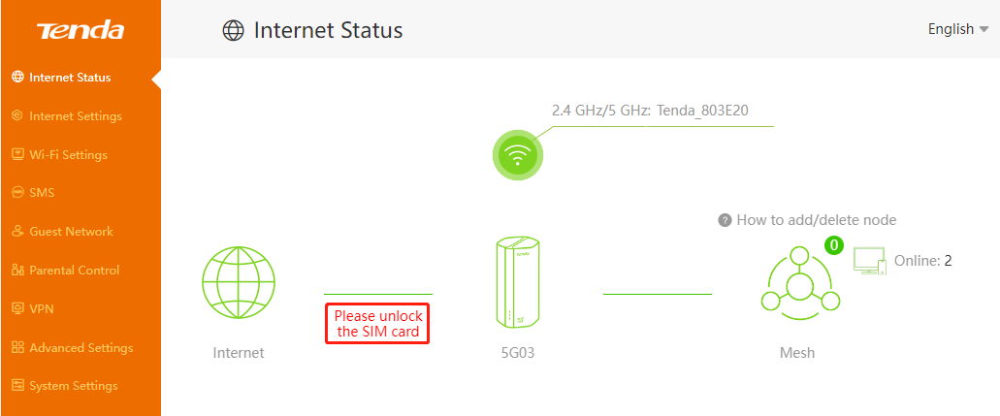 Tenda
Internet Status
English
Internet Status
Internet Settings
Wi-Fi Settings
SMS
Guest Network
Parental Control
VPN
Advanced Settings
System Settings
2.4 GHz/5 GHz: Tenda_803E20
? How to add/delete node
0
Online: 2
Tenda
Please unlock
the SIM card
Internet
5G03
Mesh